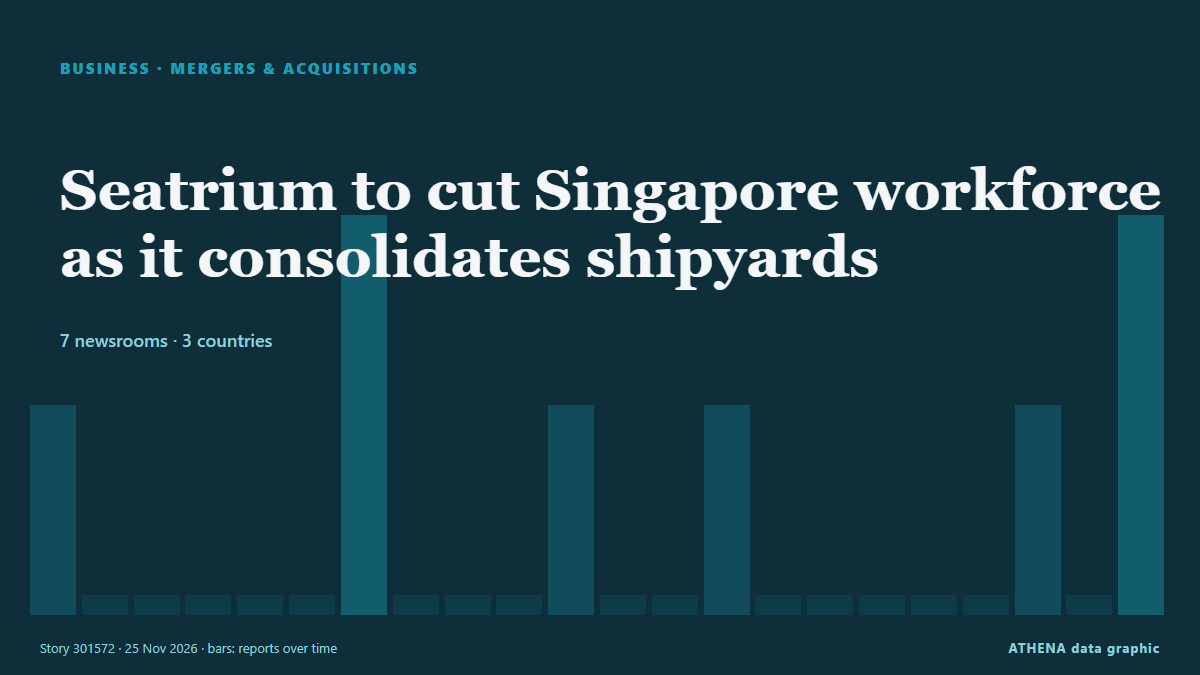 BUSINESS · MERGERS & ACQUISITIONS
Seatrium to cut Singapore workforce
as it consolidates shipyards
7 newsrooms · 3 countries
Story 301572 · 25 Nov 2026 · bars: reports over time
ATHENA data graphic